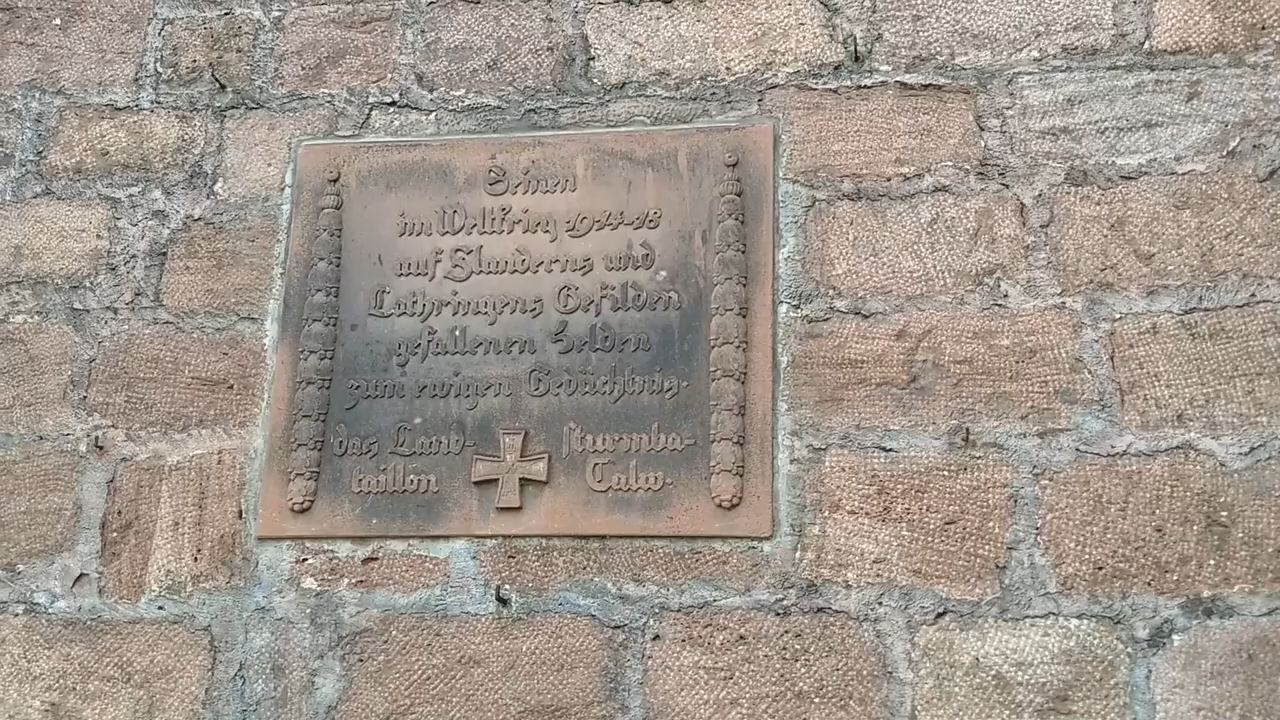 Seinen
im Weltkrieg 1914-18
auf Flanderns und
Lothringens Gefilden
gefallenen Helden
zum ewigen Gedächtnis.
das Land- sturmba-
taillon Calw.